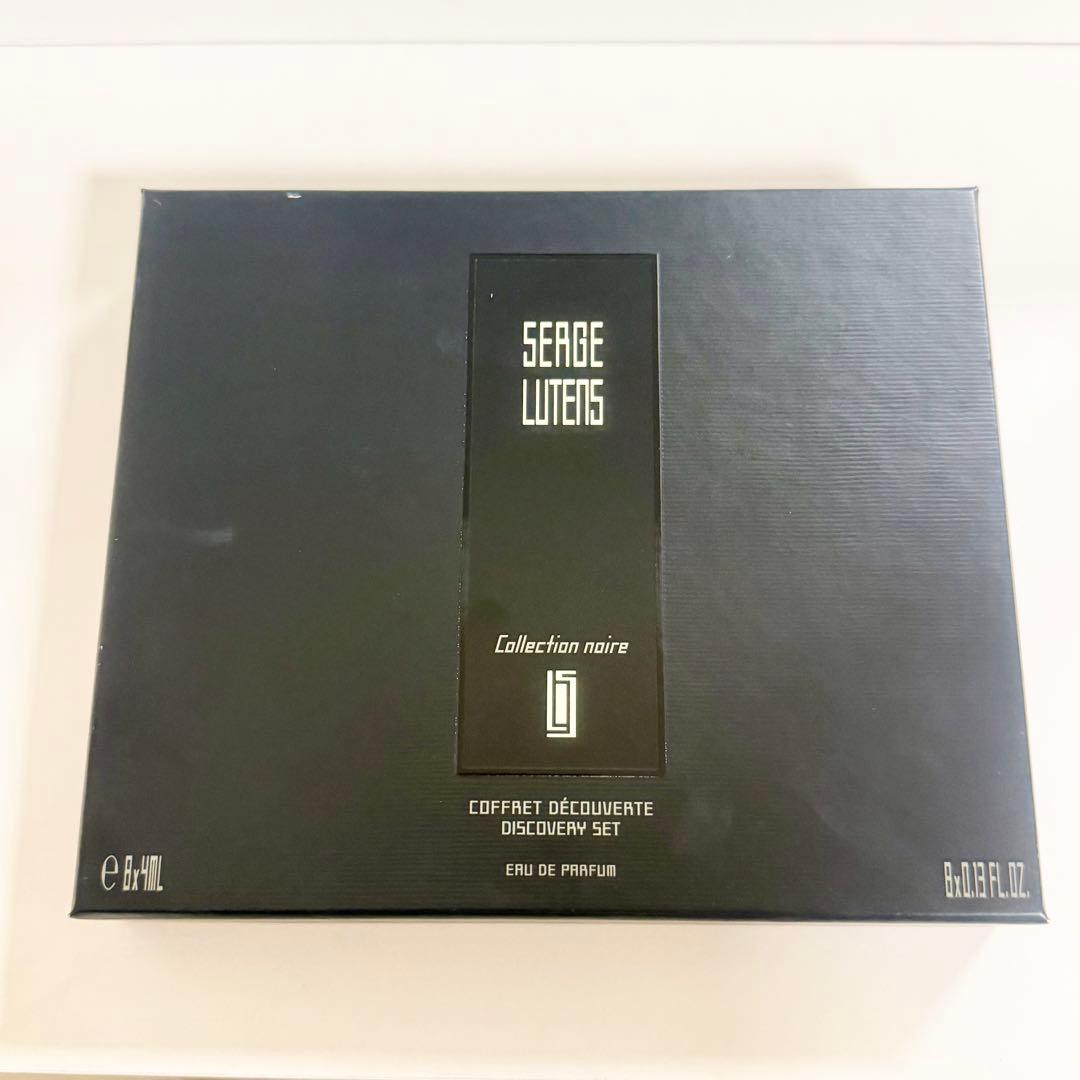 SERGE
LUTENS
Collection noire
COFFRET DÉCOUVERTE
DISCOVERY SET
EAU DE PARFUM
e 8x4ML
8x0.13 FL.OZ.